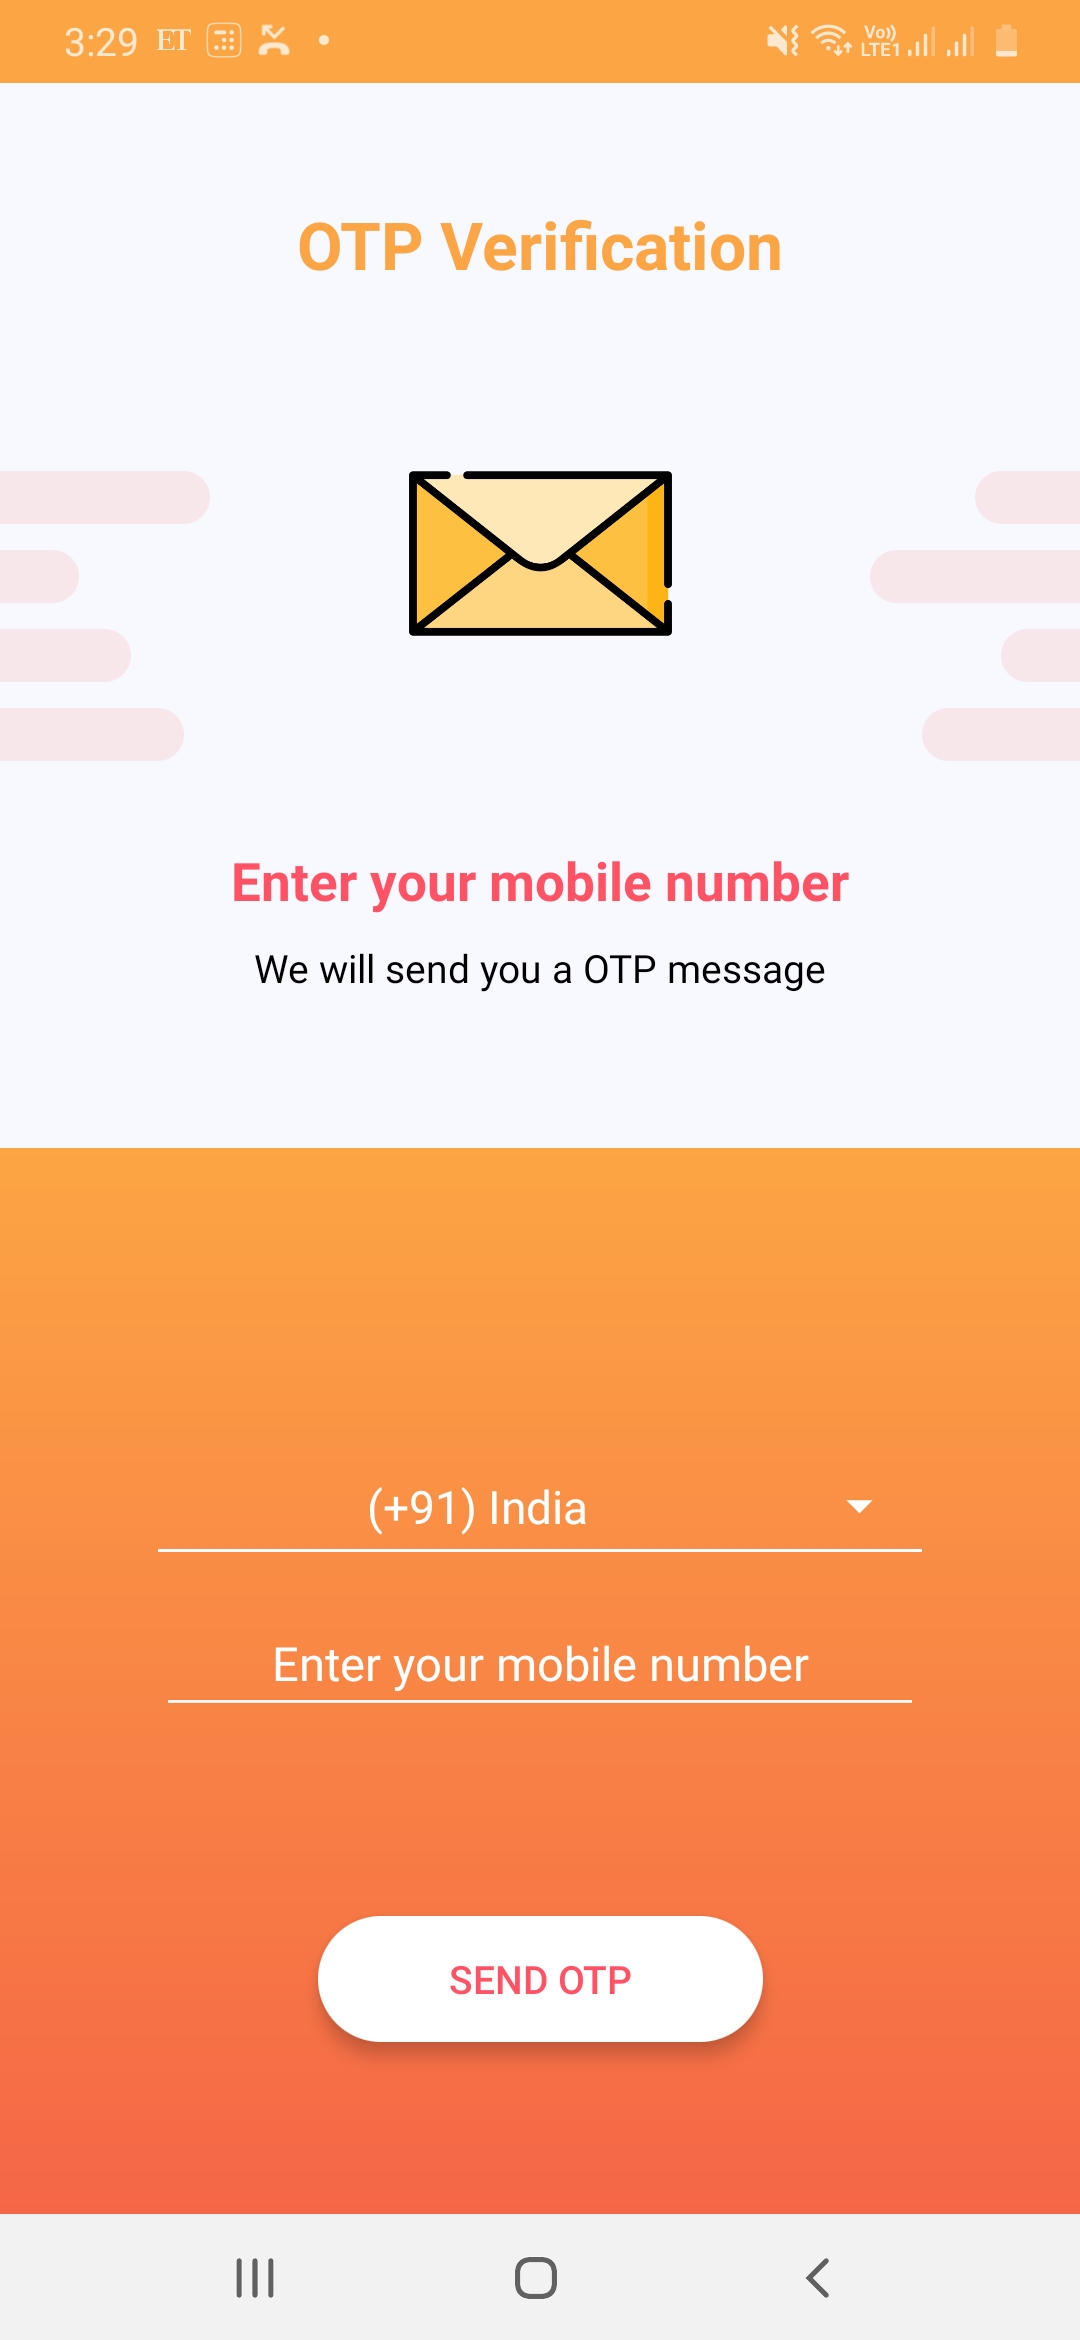 3:29 ET
Vo)) LTE1
OTP Verification
Enter your mobile number
We will send you a OTP message
(+91) India
Enter your mobile number
SEND OTP